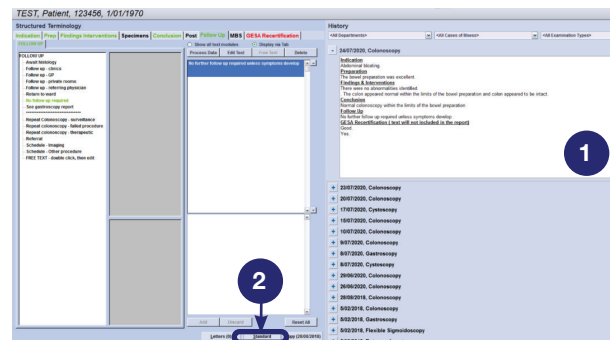 TEST, Patient, 123456, 1/01/1970
Structured Terminology
Indication Prep Findings Interventions Specimens Conclusion Post Follow Up MBS GESA Recertification
FOLLOW UP
Show all text modules Display via Tab
Process Data Edit Text Free Text Delete
FOLLOW UP
- Await histology
- Follow up - clinics
- Follow up - GP
- Follow up - private rooms
- Follow up - referring physician
- Return to ward
- No follow up required
- See gastroscopy report
- Repeat Colonoscopy - surveillance
- Repeat colonoscopy - failed procedure
- Repeat colonoscopy - therapeutic
- Referral
- Schedule - Imaging
- Schedule - Other procedure
- FREE TEXT - double click, then edit
No further follow up required unless symptoms develop
Add Discard Reset All
Letters Standard (20/08/2010)
2
History
<All Departments> <All Cases of Illness> <All Examination Types>
- 24/07/2020, Colonoscopy
Indication
Abdominal bloating
Preparation
The bowel preparation was excellent.
Findings & Interventions
There were no abnormalities identified.
. The colon appeared normal within the limits of the bowel preparation and colon appeared to be intact.
Conclusion
Normal colonoscopy within the limits of the bowel preparation
Follow Up
No further follow up required unless symptoms develop.
GESA Recertification ( text will not included in the report)
Good
Yes
1
+ 23/07/2020, Colonoscopy
+ 20/07/2020, Colonoscopy
+ 17/07/2020, Cystoscopy
+ 15/07/2020, Colonoscopy
+ 10/07/2020, Colonoscopy
+ 9/07/2020, Colonoscopy
+ 8/07/2020, Gastroscopy
+ 8/07/2020, Cystoscopy
+ 29/06/2020, Colonoscopy
+ 26/06/2020, Colonoscopy
+ 28/08/2018, Colonoscopy
+ 5/02/2018, Colonoscopy
+ 5/02/2018, Gastroscopy
+ 5/02/2018, Flexible Sigmoidoscopy